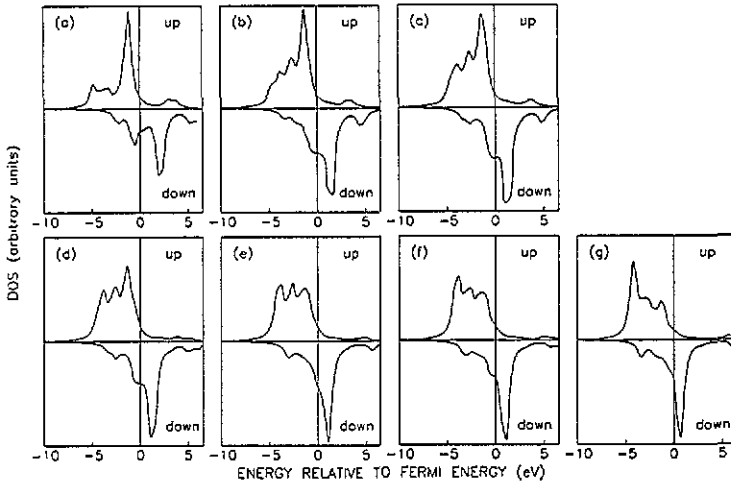 (a) up (b) up (c) up
down down down
-10 -5 0 5 -10 -5 0 5 -10 -5 0 5
DOS (arbitrary units)
(d) up (e) up (f) up (g) up
down down down down
-10 -5 0 5 -10 -5 0 5 -10 -5 0 5 -10 -5 0 5
ENERGY RELATIVE TO FERMI ENERGY (eV)